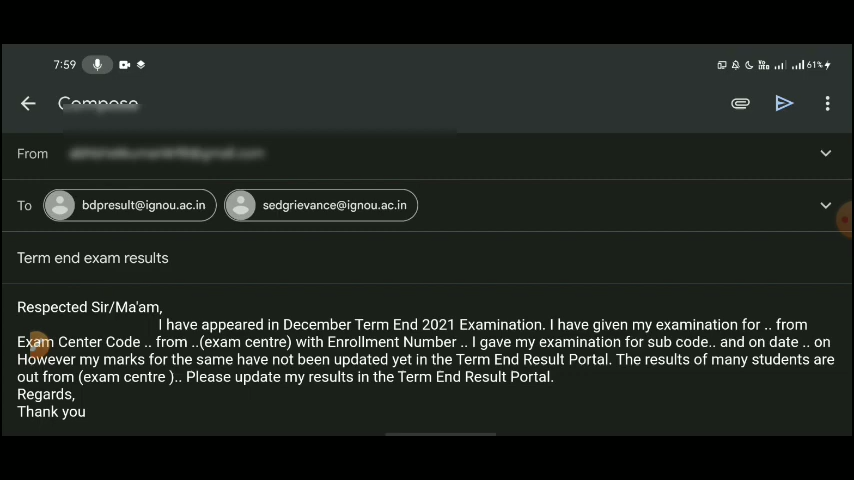 7:59 61%
Compose
From
To bdpresult@ignou.ac.in sedgrievance@ignou.ac.in
Term end exam results
Respected Sir/Ma'am,
I have appeared in December Term End 2021 Examination. I have given my examination for .. from
Exam Center Code .. from ..(exam centre) with Enrollment Number .. I gave my examination for sub code.. and on date .. on
However my marks for the same have not been updated yet in the Term End Result Portal. The results of many students are
out from (exam centre ).. Please update my results in the Term End Result Portal.
Regards,
Thank you